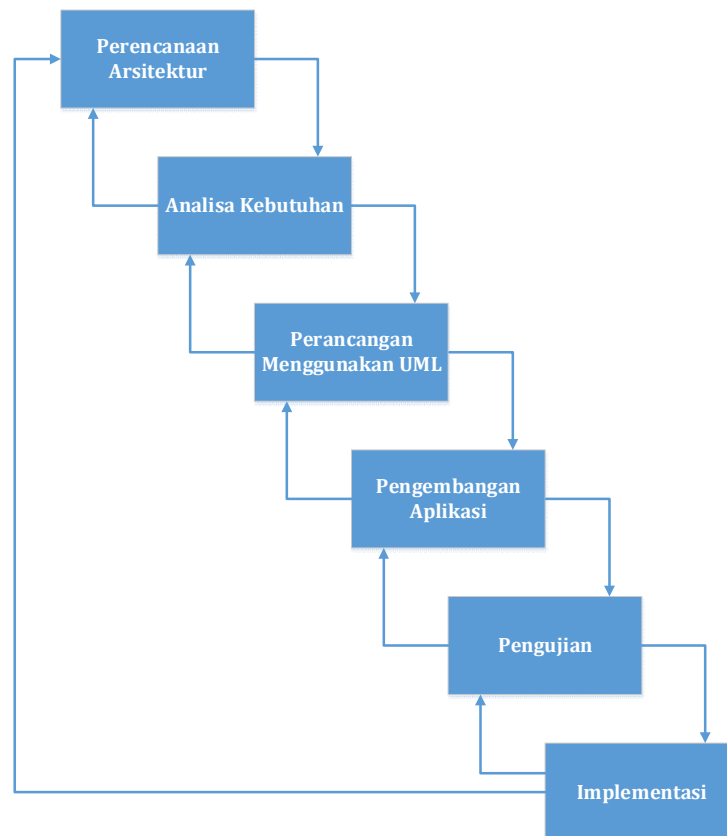 Perencanaan
Arsitektur
Analisa Kebutuhan
Perancangan
Menggunakan UML
Pengembangan
Aplikasi
Pengujian
Implementasi